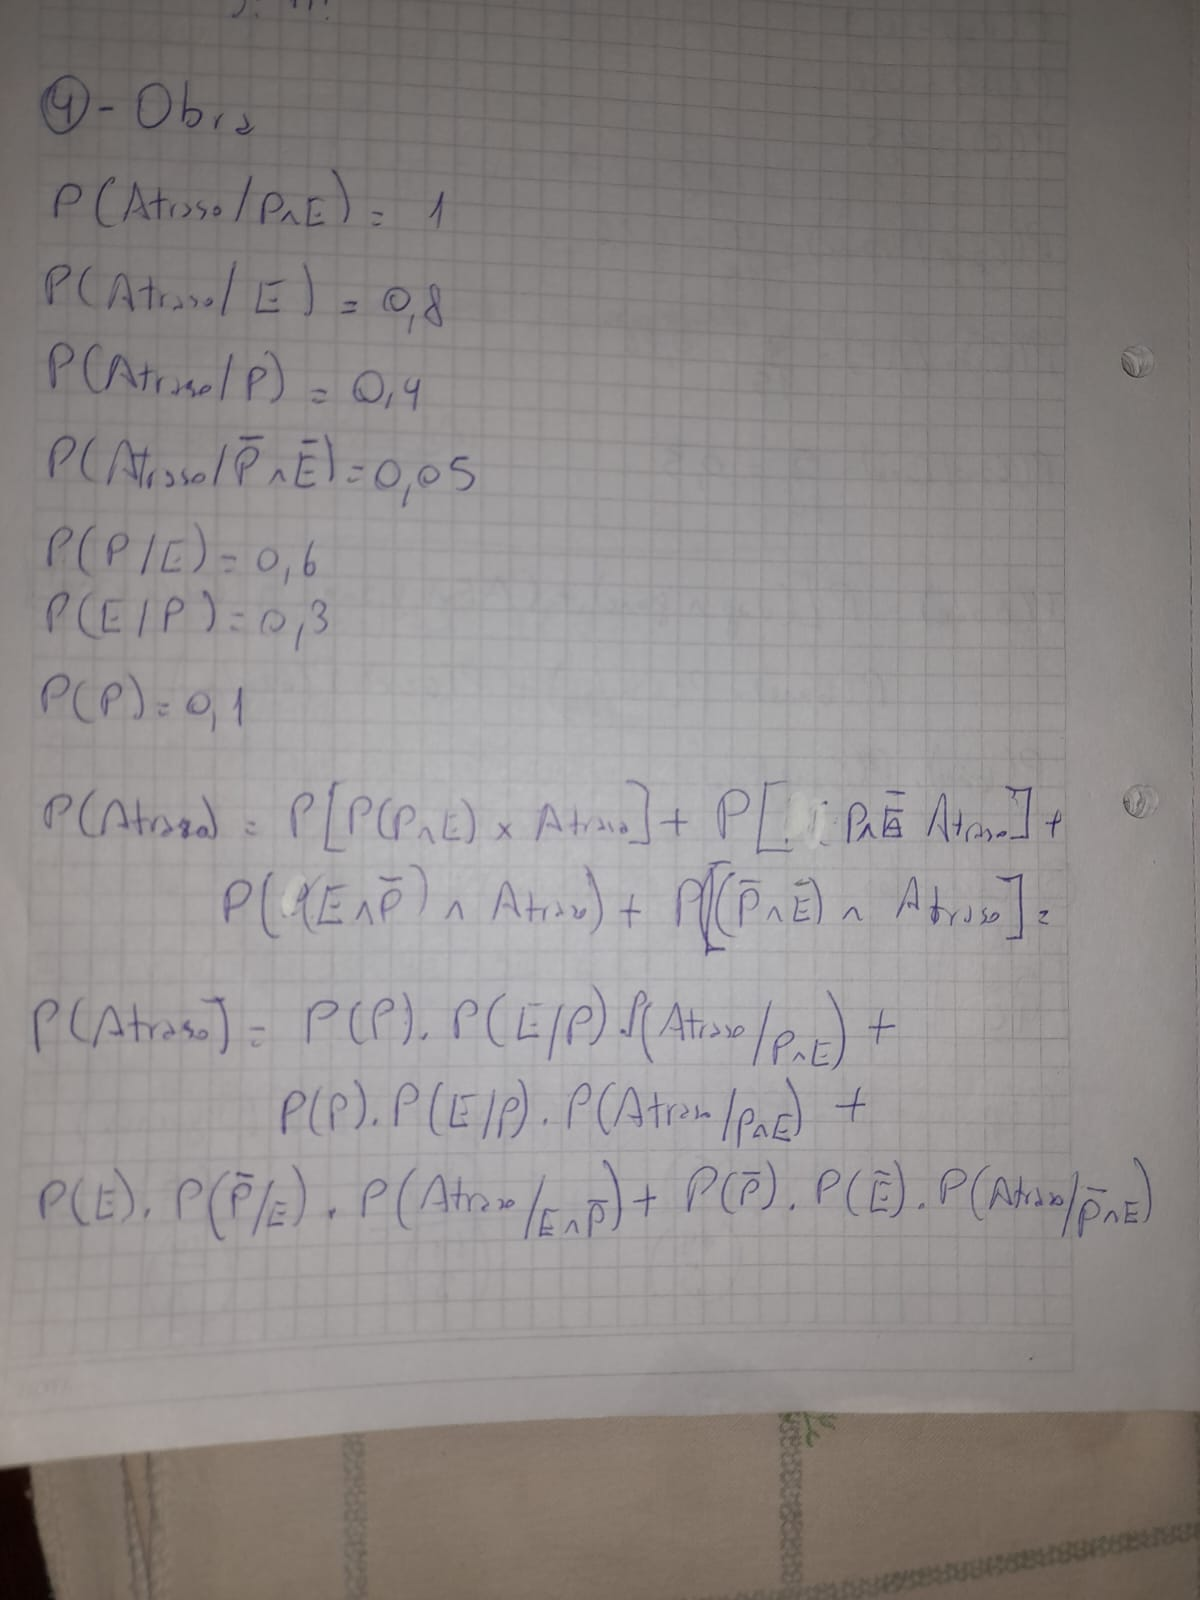 ④ - Obra
P(Atraso/P∩E) = 1
P(Atraso/E) = 0,8
P(Atraso/P) = 0,4
P(Atraso/P̄∩Ē) = 0,05
P(P/E) = 0,6
P(E/P) = 0,3
P(P) = 0,1
P(Atraso) = P[P(P∩E) x Atraso] + P[ P∩Ē Atraso] +
P( (E∩P̄) ∩ Atraso) + P[(P̄∩Ē) ∩ Atraso] =
P(Atraso] = P(P). P(E/P) P(Atraso/P∩E) +
P(P). P(E/P) . P(Atraso/P∩E) +
P(E). P(P̄/E) . P(Atraso/E∩P̄) + P(P̄) . P(Ē) . P(Atraso/P̄∩E)